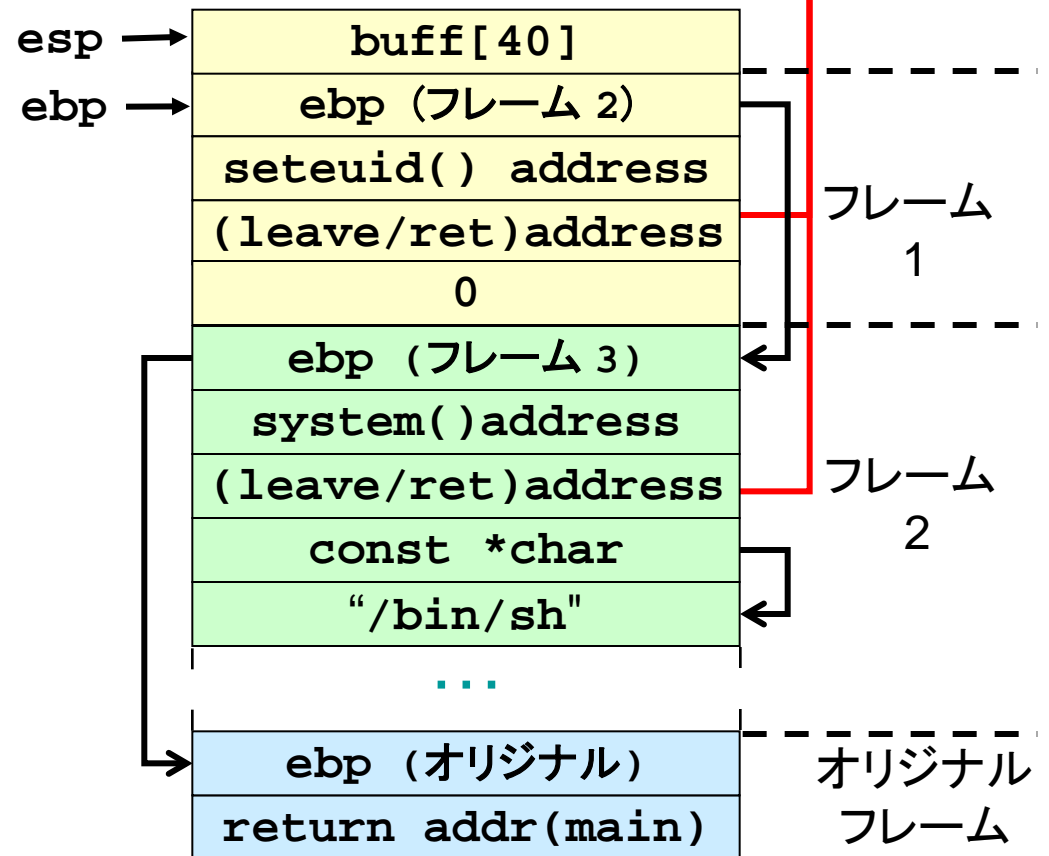 esp
buff[40]
ebp
ebp (フレーム 2)
seteuid() address
(leave/ret)address
フレーム
1
0
ebp (フレーム 3)
system()address
(leave/ret)address
フレーム
2
const *char
“/bin/sh"
...
ebp (オリジナル)
return addr(main)
オリジナル
フレーム